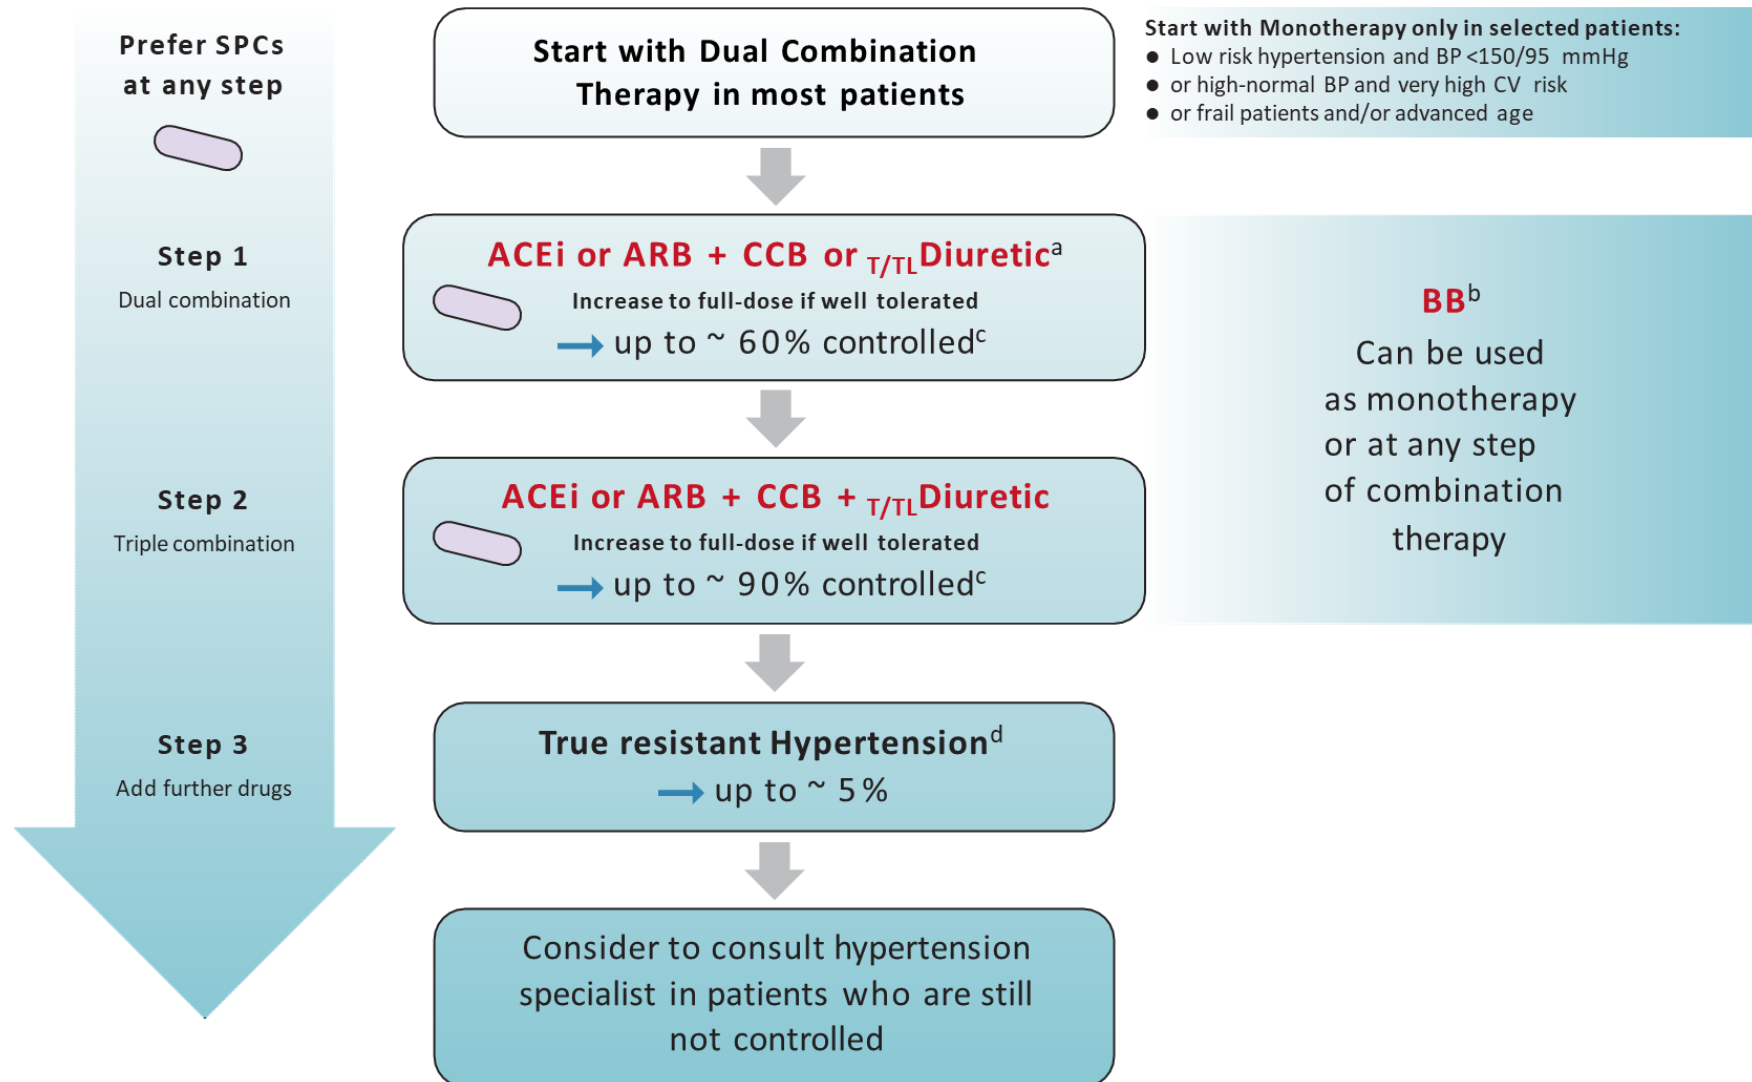 Prefer SPCs
at any step
Start with Dual Combination
Therapy in most patients
Start with Monotherapy only in selected patients:
● Low risk hypertension and BP <150/95 mmHg
● or high-normal BP and very high CV risk
● or frail patients and/or advanced age
Step 1
Dual combination
ACEi or ARB + CCB or T/TLDiuretic^a
Increase to full-dose if well tolerated
→ up to ~ 60% controlled^c
BB^b
Can be used
as monotherapy
or at any step
of combination
therapy
Step 2
Triple combination
ACEi or ARB + CCB + T/TLDiuretic
Increase to full-dose if well tolerated
→ up to ~ 90% controlled^c
Step 3
Add further drugs
True resistant Hypertension^d
→ up to ~ 5%
Consider to consult hypertension
specialist in patients who are still
not controlled